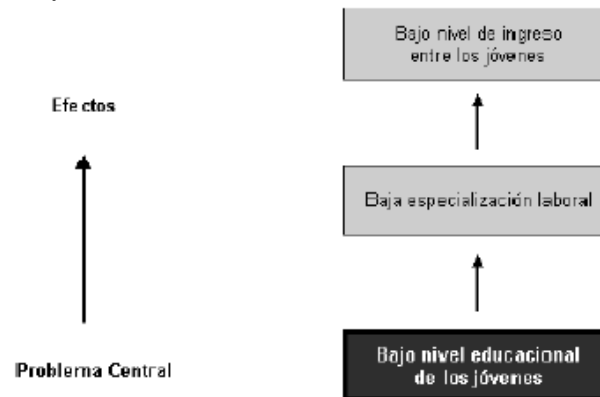 Bajo nivel de ingreso
entre los jóvenes
Efectos
Baja especialización laboral
Problema Central
Bajo nivel educacional
de los jóvenes